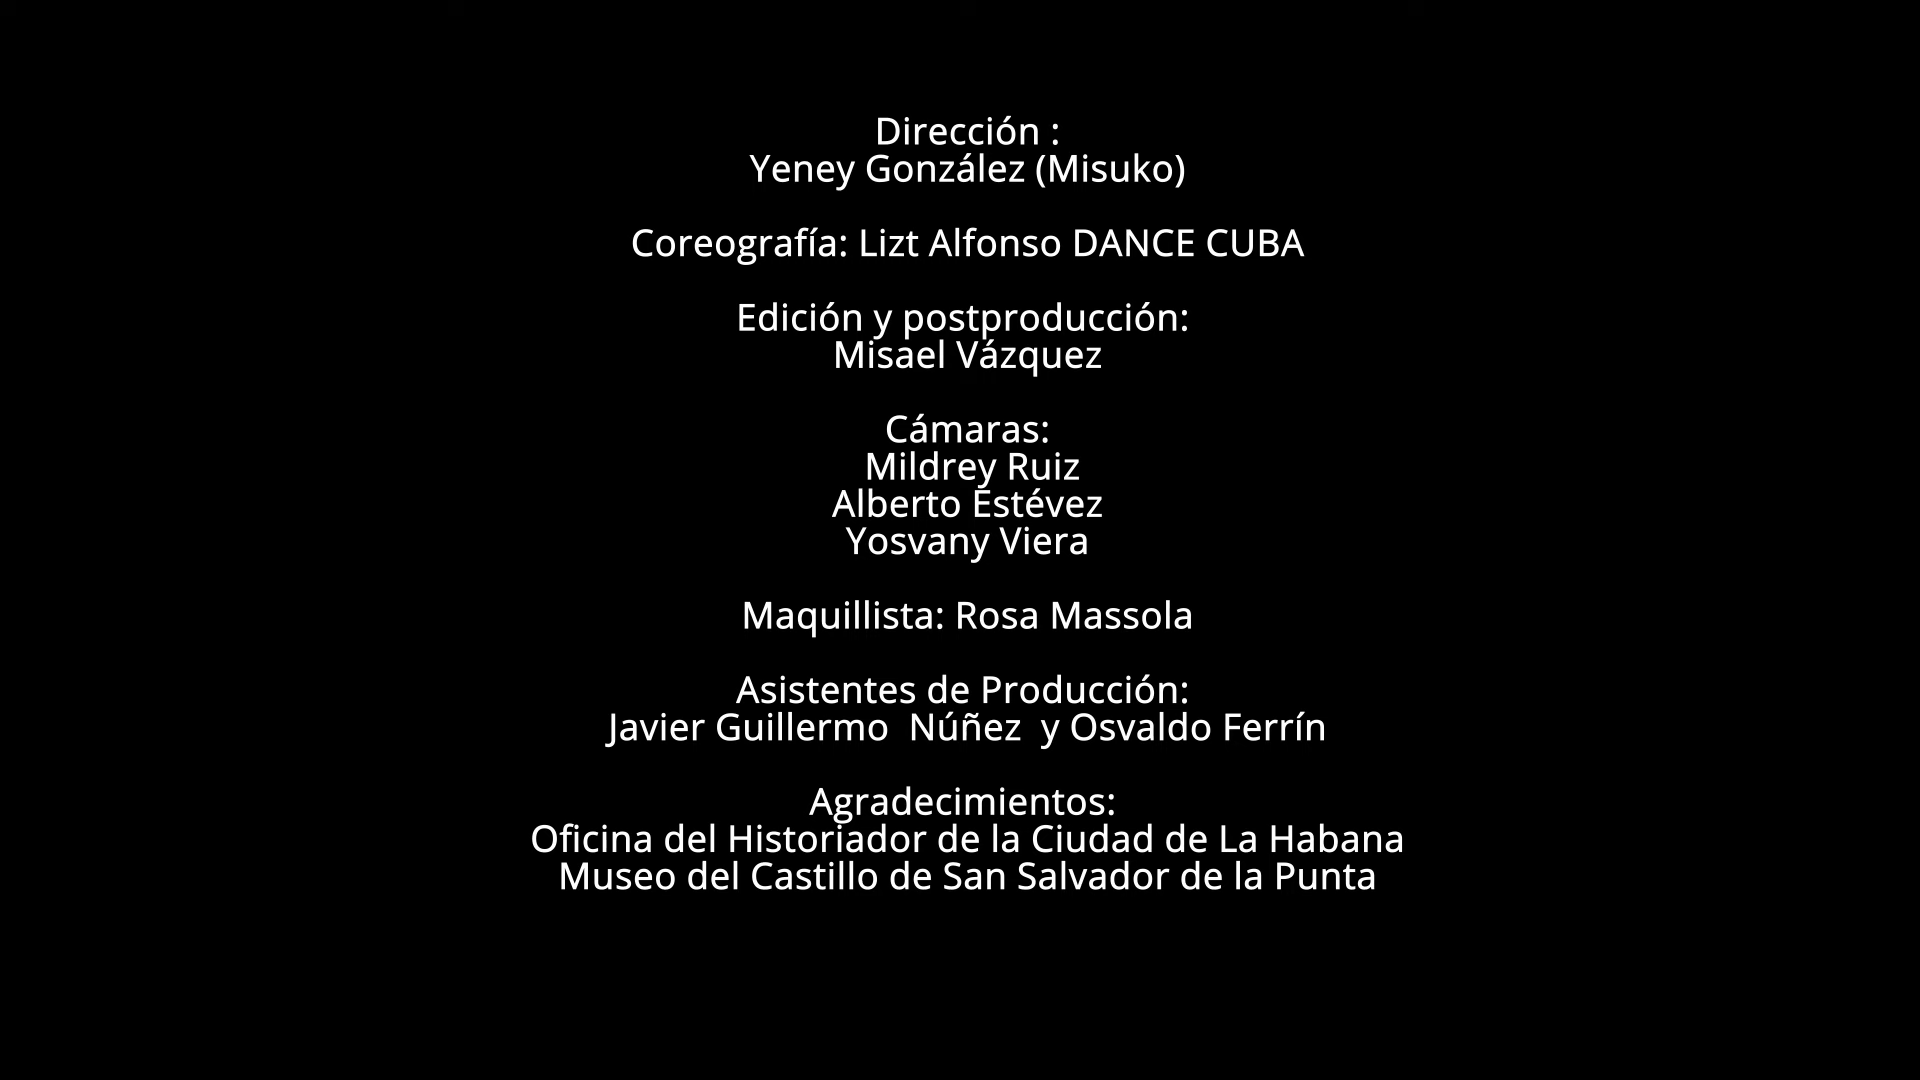 Dirección :
Yeney González (Misuko)
Coreografía: Lizt Alfonso DANCE CUBA
Edición y postproducción:
Misael Vázquez
Cámaras:
Mildrey Ruiz
Alberto Estévez
Yosvany Viera
Maquillista: Rosa Massola
Asistentes de Producción:
Javier Guillermo  Núñez  y Osvaldo Ferrín
Agradecimientos:
Oficina del Historiador de la Ciudad de La Habana
Museo del Castillo de San Salvador de la Punta